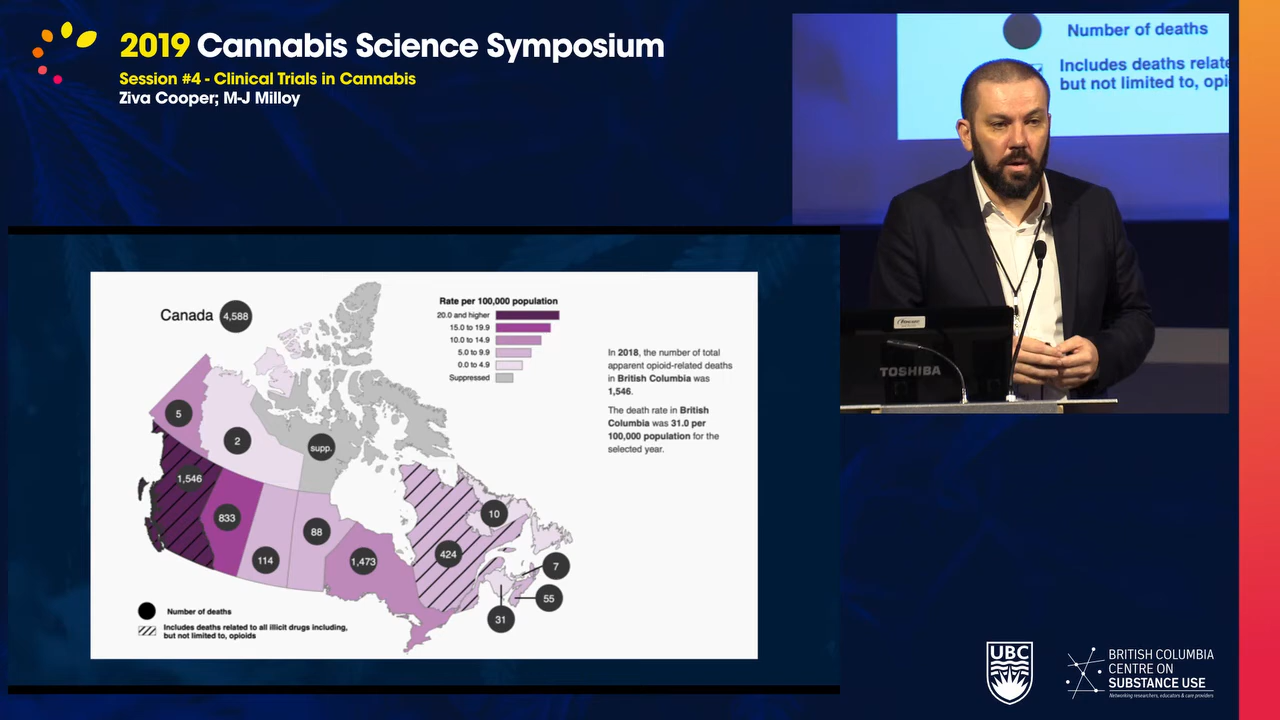 2019 Cannabis Science Symposium
Session #4 - Clinical Trials in Cannabis
Ziva Cooper; M-J Milloy
Number of deaths
Includes deaths relate
but not limited to, opi
TOSHIBA
Canada 4,588
Rate per 100,000 population
20.0 and higher
15.0 to 19.9
10.0 to 14.9
5.0 to 9.9
0.0 to 4.9
Suppressed
In 2018, the number of total
apparent opioid-related deaths
in British Columbia was
1,546.
The death rate in British
Columbia was 31.0 per
100,000 population for the
selected year.
5
2
supp.
1,546
833
114
88
1,473
424
10
7
55
31
Number of deaths
Includes deaths related to all illicit drugs including,
but not limited to, opioids
UBC
BRITISH COLUMBIA
CENTRE ON
SUBSTANCE USE
Networking researchers, educators & care providers